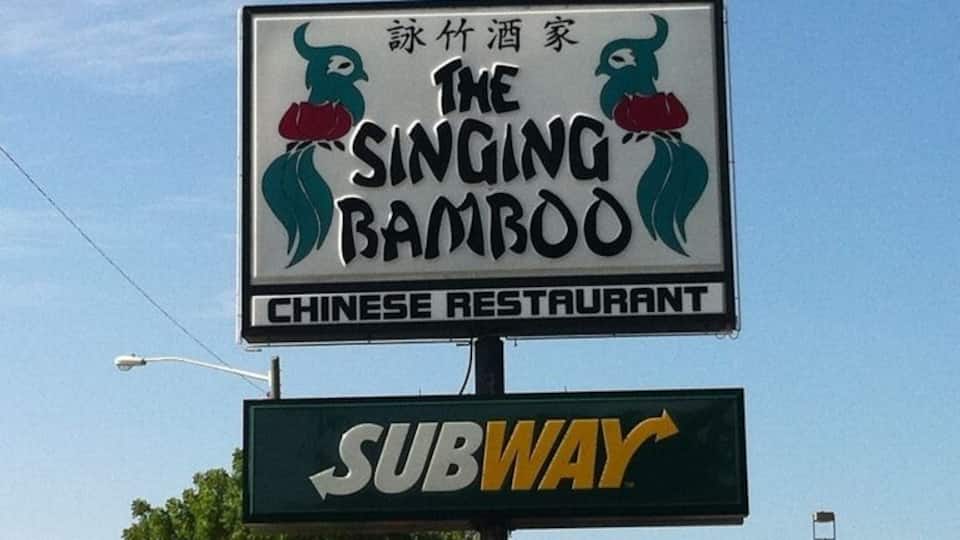 詠竹酒家
THE
SINGING
BAMBOO
CHINESE RESTAURANT
SUBWAY